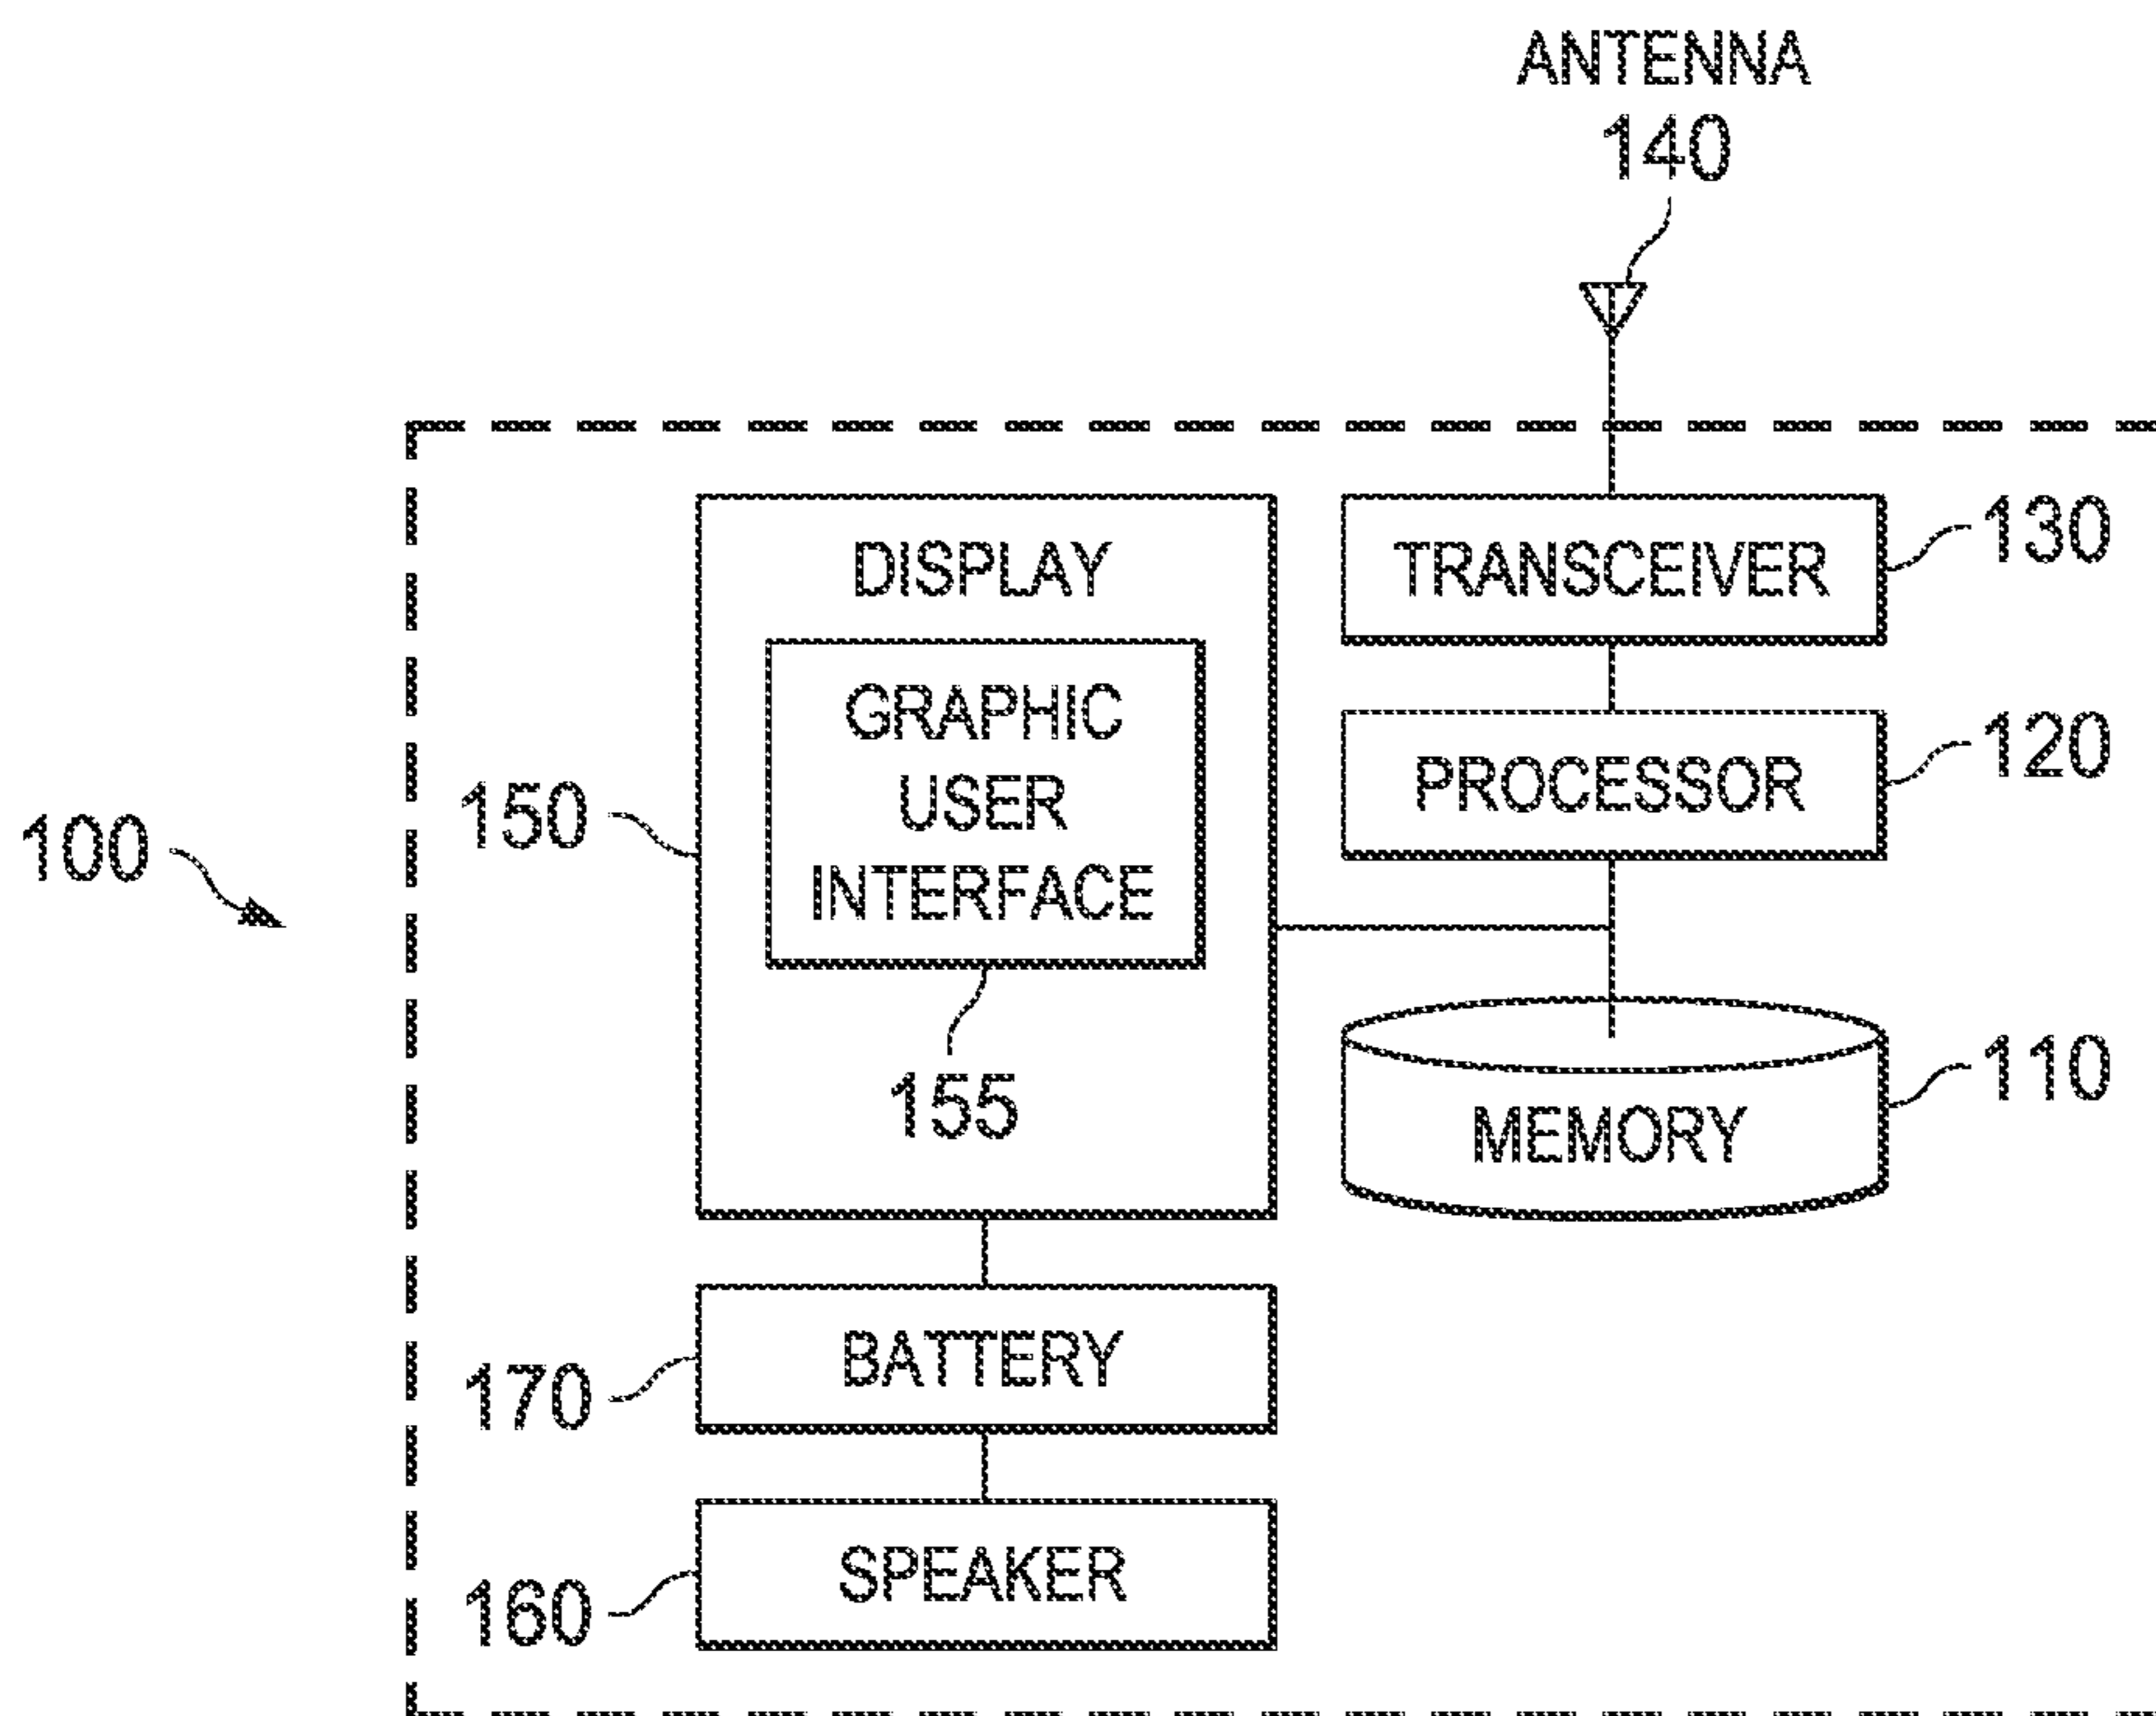 ANTENNA
140
DISPLAY
TRANSCEIVER
130
GRAPHIC
USER
INTERFACE
PROCESSOR
120
150
100
155
MEMORY
110
BATTERY
170
SPEAKER
160